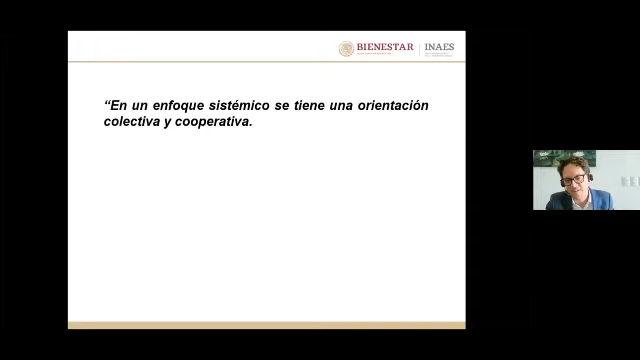 BIENESTAR
INAES
“En un enfoque sistémico se tiene una orientación
colectiva y cooperativa.